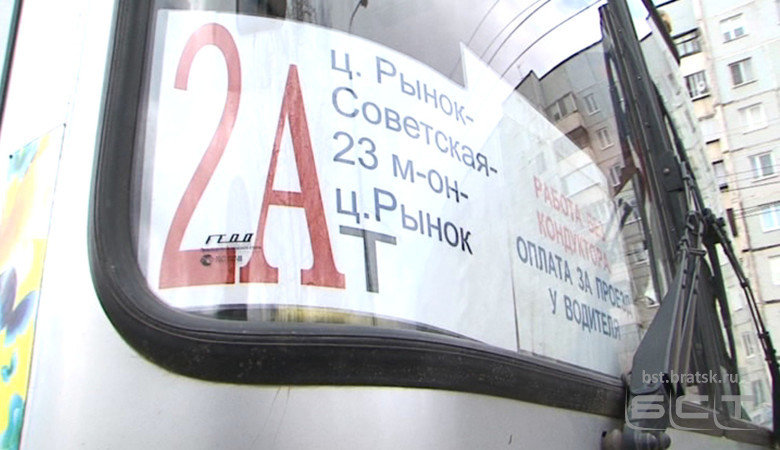 2А
ц. Рынок-
Советская-
23 м-он-
ц.Рынок
Т
РАБОТА БЕЗ
КОНДУКТОРА
ОПЛАТА ЗА ПРОЕЗД
У ВОДИТЕЛЯ
bst.bratsk.ru
БСТ